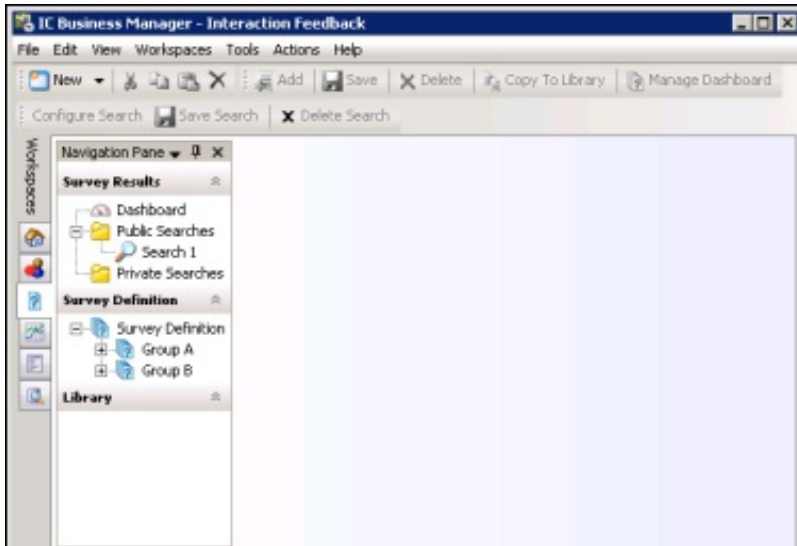 IC Business Manager - Interaction Feedback
File Edit View Workspaces Tools Actions Help
New Add Save Delete Copy To Library Manage Dashboard
Configure Search Save Search Delete Search
Workspaces
Navigation Pane
Survey Results
Dashboard
Public Searches
Search 1
Private Searches
Survey Definition
Survey Definition
Group A
Group B
Library